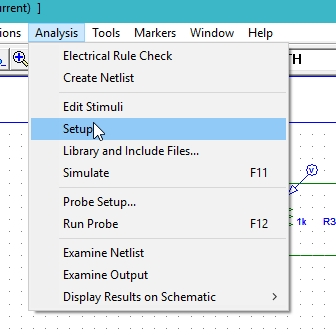 urrent) ]
ions Analysis Tools Markers Window Help
TH
Electrical Rule Check
Create Netlist
Edit Stimuli
Setup
Library and Include Files...
Simulate F11
Probe Setup...
Run Probe F12
Examine Netlist
Examine Output
Display Results on Schematic
V
1k R3